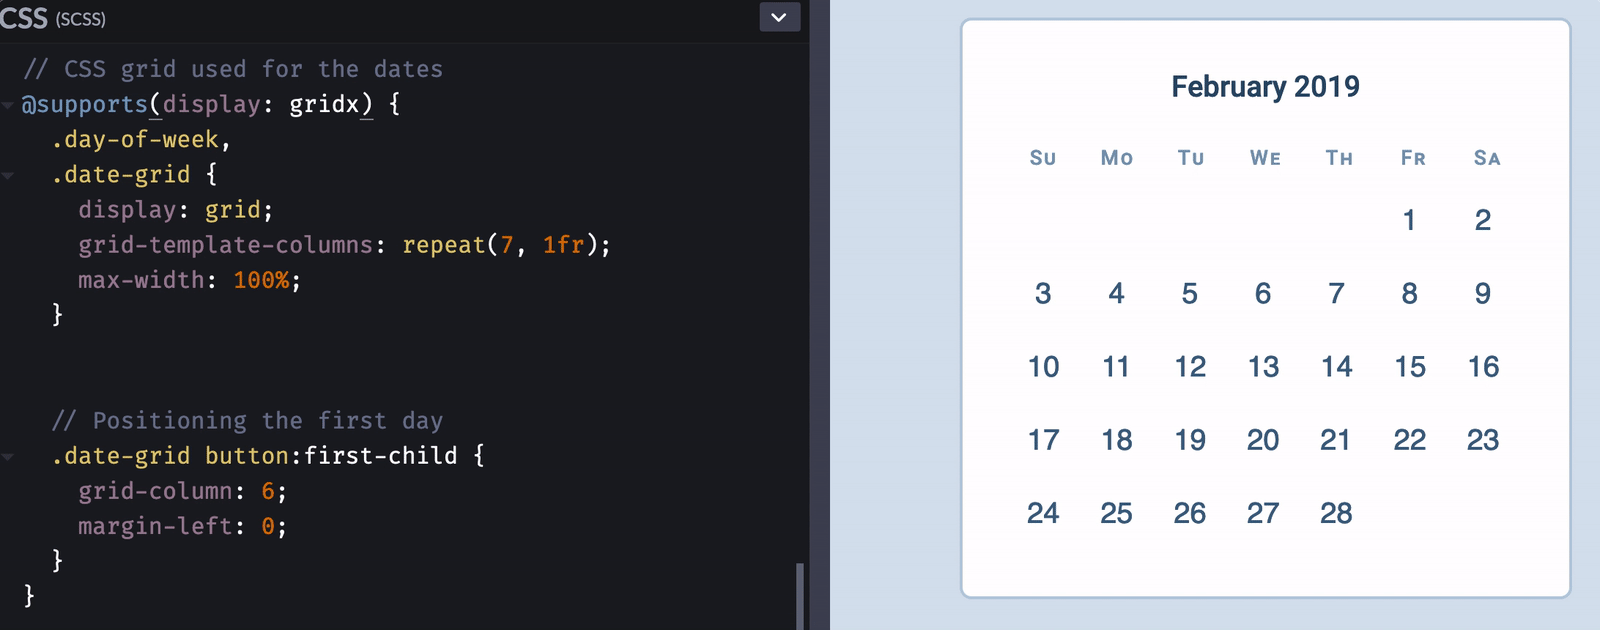 CSS (SCSS)
// CSS grid used for the dates
@supports(display: gridx) {
.day-of-week,
.date-grid {
display: grid;
grid-template-columns: repeat(7, 1fr);
max-width: 100%;
}
// Positioning the first day
.date-grid button:first-child {
grid-column: 6;
margin-left: 0;
}
}
February 2019
SU MO TU WE TH FR SA
1 2
3 4 5 6 7 8 9
10 11 12 13 14 15 16
17 18 19 20 21 22 23
24 25 26 27 28